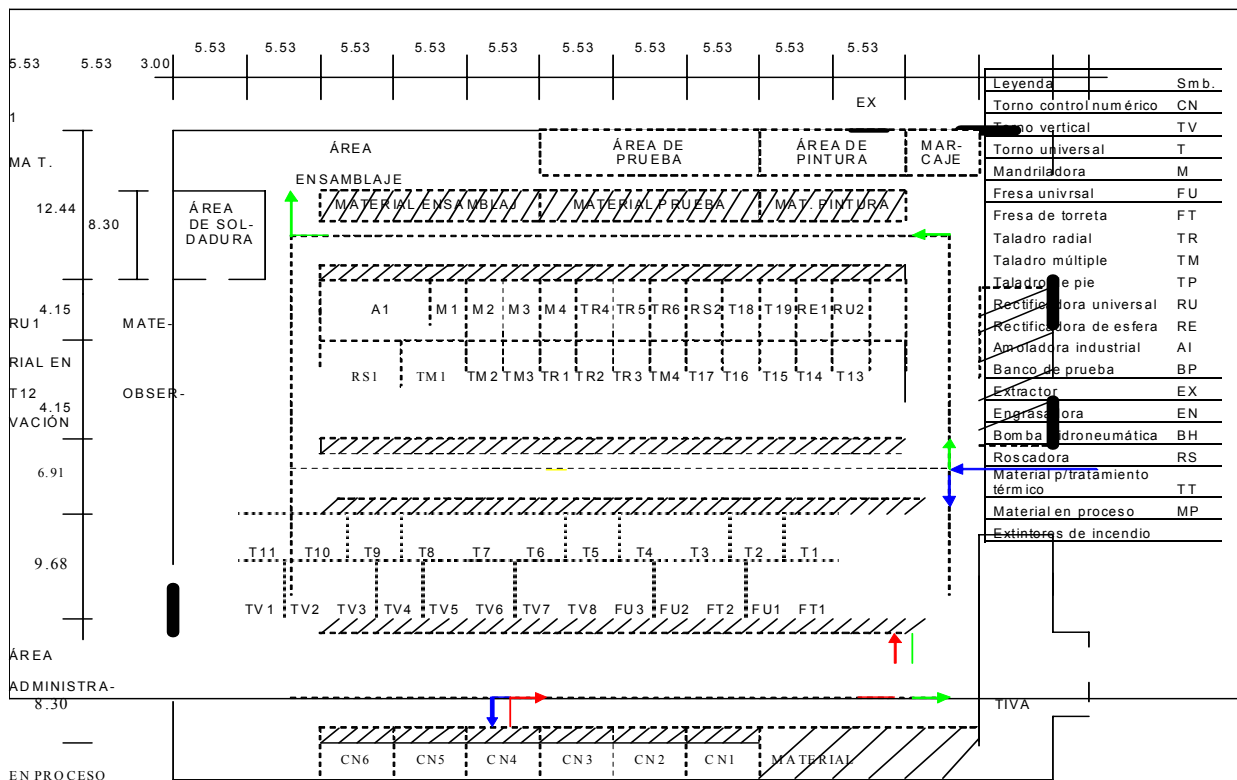 5.53 5.53 5.53 5.53 5.53 5.53 5.53 5.53 5.53 5.53
5.53 5.53 3.00
EX
1
ÁREA
ÁREA DE
PRUEBA
ÁREA DE
PINTURA
MAR-
CAJE
MA T.
ENSAMBLAJE
MATERIAL ENSAMBLAJ MATERIAL PRUEBA MAT. PINTURA
12.44
8.30
ÁREA
DE SOL-
DADURA
4.15
A1 M1 M2 M3 M4 TR4 TR5 TR6 RS2 T18 T19 RE1 RU2
RU1 MATE-
RIAL EN
RS1 TM1 TM2 TM3 TR1 TR2 TR3 TM4 T17 T16 T15 T14 T13
T12 OBSER-
4.15
VACIÓN
6.91
9.68
T11 T10 T9 T8 T7 T6 T5 T4 T3 T2 T1
TV1 TV2 TV3 TV4 TV5 TV6 TV7 TV8 FU3 FU2 FT2 FU1 FT1
ÁREA
ADMINISTRA-
8.30
TIVA
CN6 CN5 CN4 CN3 CN2 CN1 MATERIAL
EN PROCESO
Leyenda Smb.
Torno control numérico CN
Torno vertical TV
Torno universal T
Mandriladora M
Fresa univrsal FU
Fresa de torreta FT
Taladro radial TR
Taladro múltiple TM
Taladro de pie TP
Rectificadora universal RU
Rectificadora de esfera RE
Amoladora industrial AI
Banco de prueba BP
Extractor EX
Engrasadora EN
Bomba hidroneumática BH
Roscadora RS
Material p/tratamiento
térmico TT
Material en proceso MP
Extintores de incendio